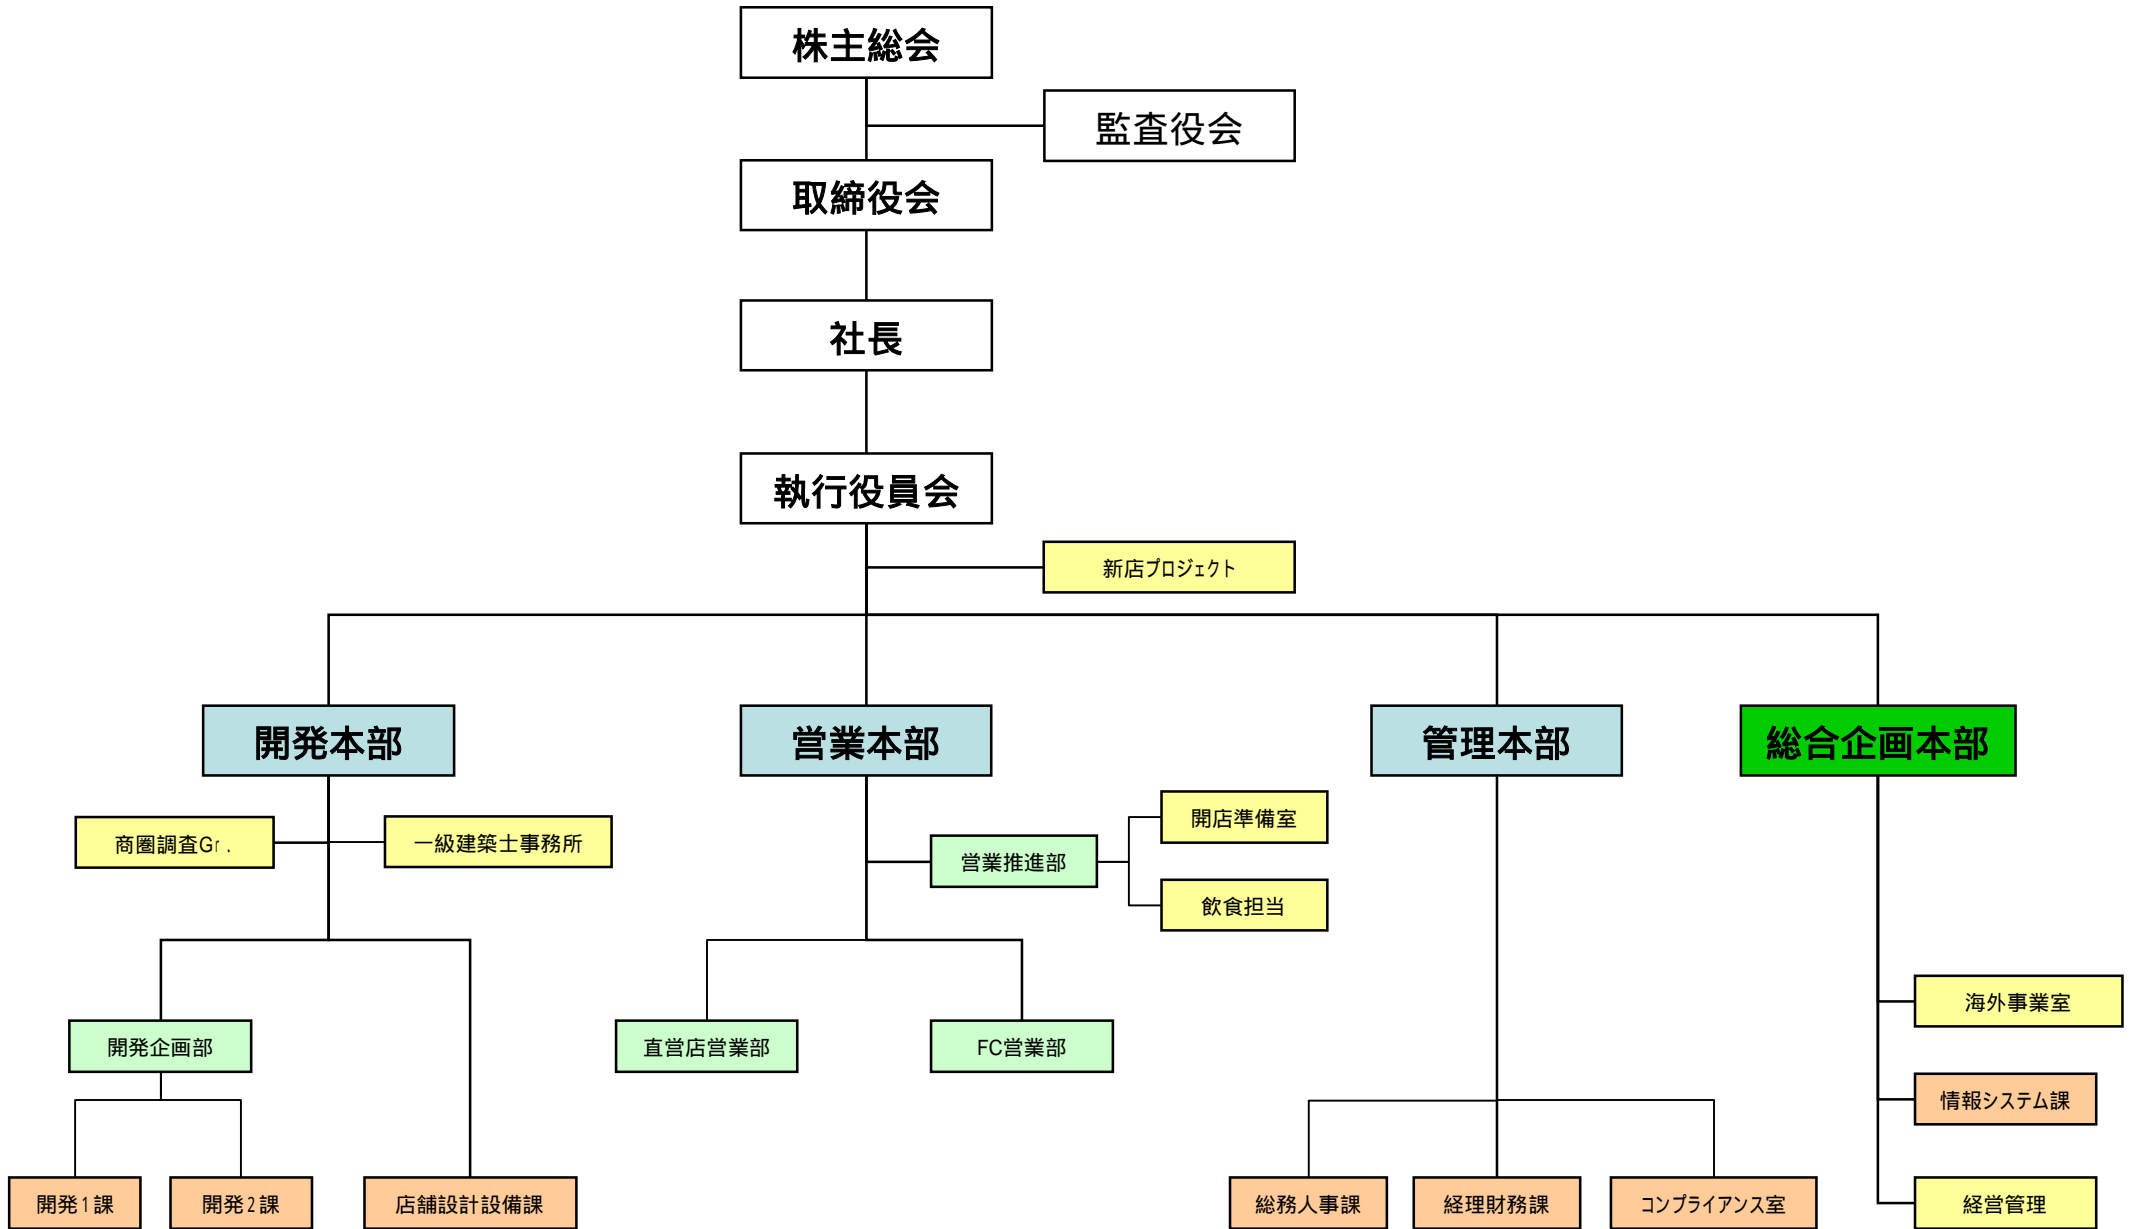 株主総会
監査役会
取締役会
社長
執行役員会
新店プロジェクト
開発本部
営業本部
管理本部
総合企画本部
商圏調査Gr.
一級建築士事務所
営業推進部
開店準備室
飲食担当
海外事業室
開発企画部
直営店営業部
FC営業部
情報システム課
開発1課
開発2課
店舗設計設備課
総務人事課
経理財務課
コンプライアンス室
経営管理